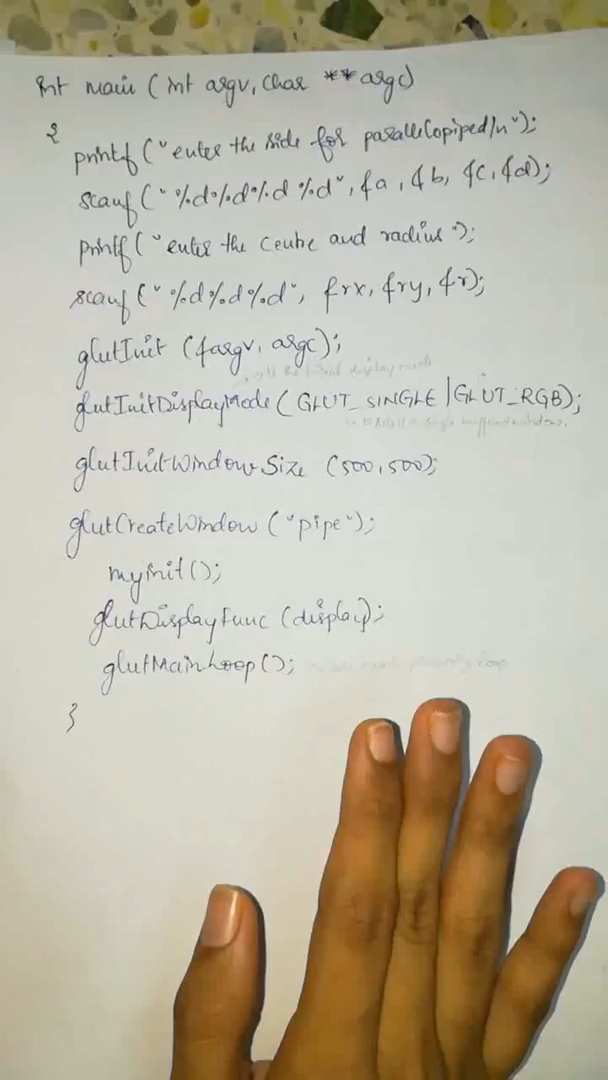 int main (int argv, char **argc)
{
printf ("enter the side for parallelopiped/n");
scanf ("%d%d%d %d", &a, &b, &c, &d);
printf ("enter the centre and radius");
scanf ("%d%d%d", &rx, &ry, &r);
glutInit (&argv, argc);
glutInitDisplayMode (GLUT_SINGLE | GLUT_RGB);
glutInitWindowSize (500,500);
glutCreateWindow ("pipe");
myinit();
glutDisplayFunc (display);
glutMainLoop();
}